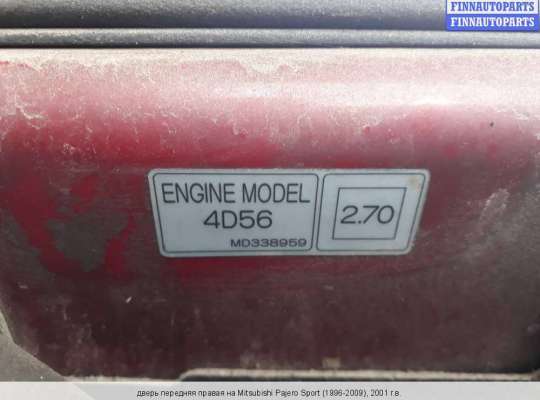 FINNAUTOPARTS
FINNAUTOPARTS
ENGINE MODEL
4D56
MD338959
2.70
дверь передняя правая на Mitsubishi Pajero Sport (1996-2009), 2001 г.в.